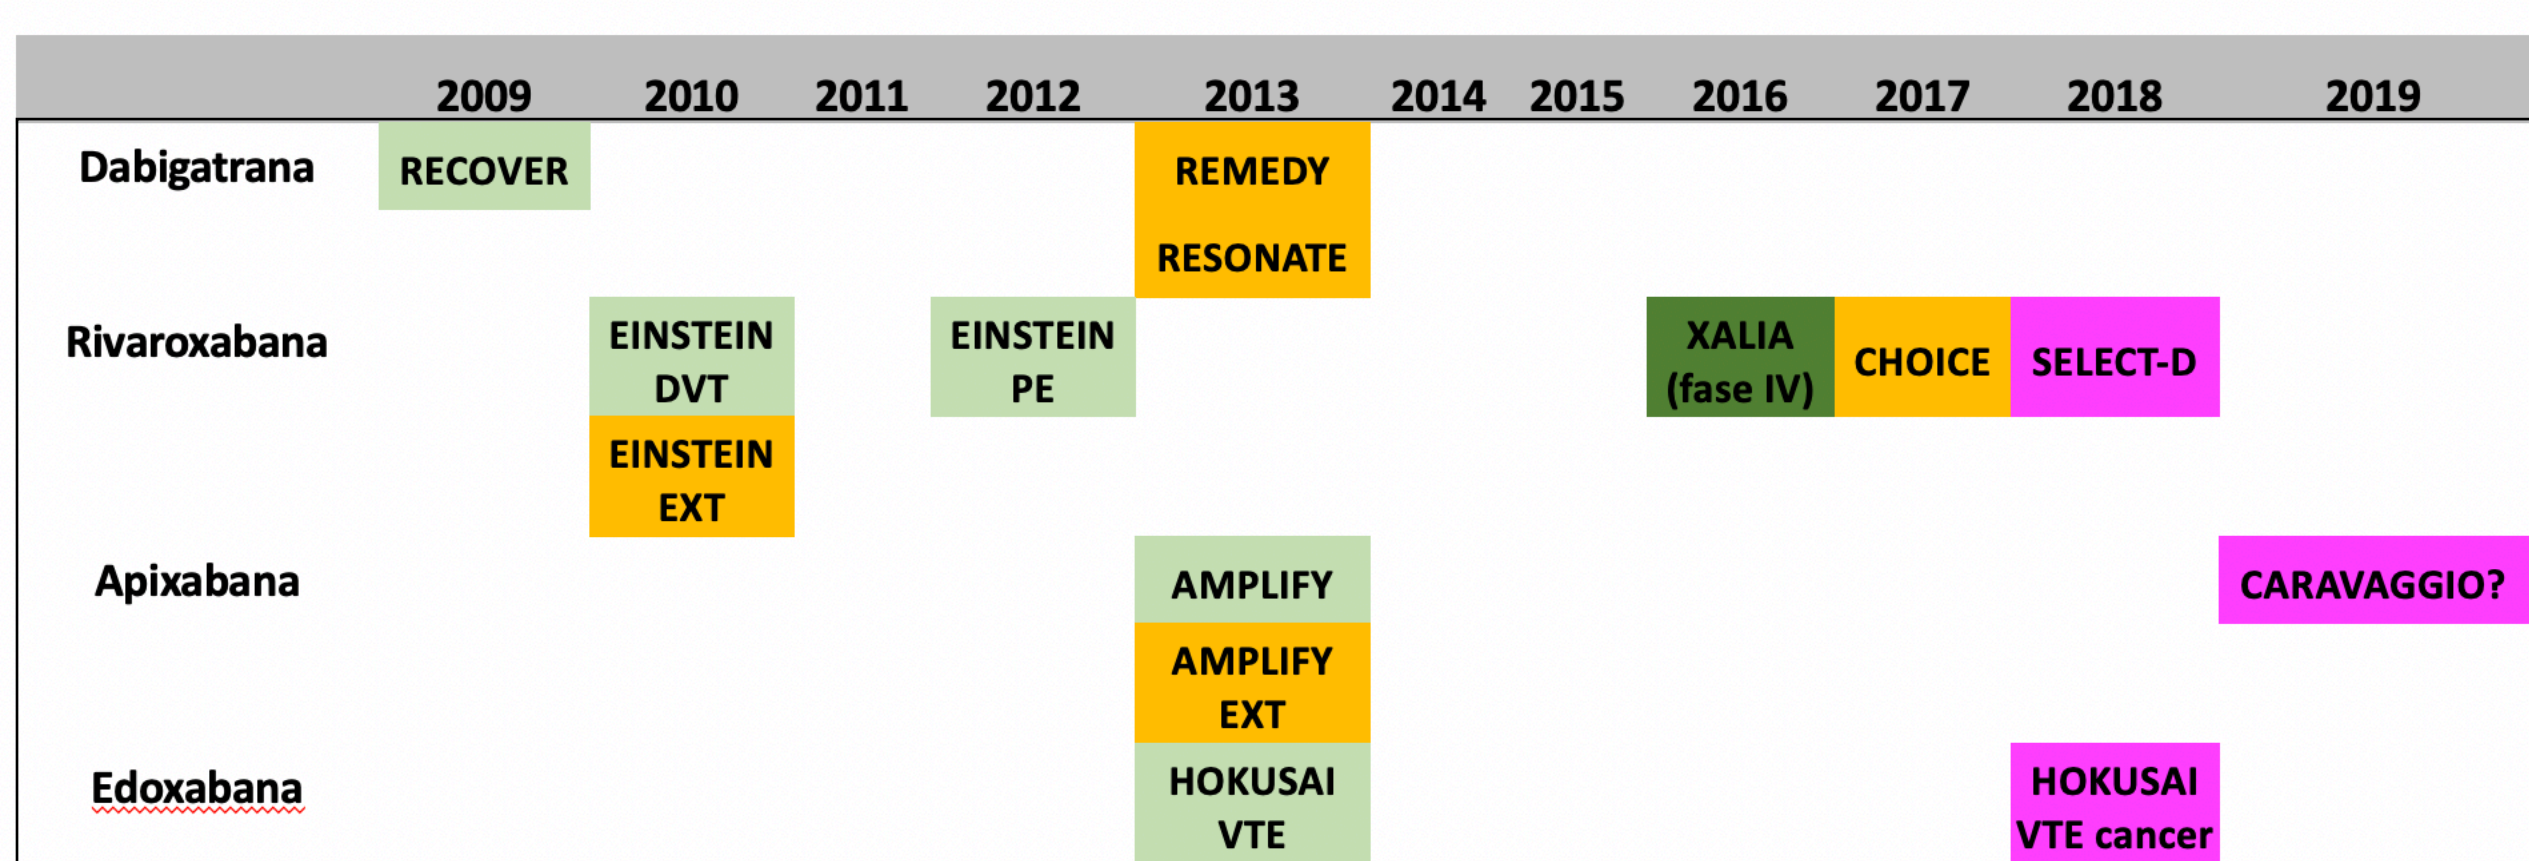 2009 2010 2011 2012 2013 2014 2015 2016 2017 2018 2019
Dabigatrana RECOVER REMEDY
RESONATE
Rivaroxabana EINSTEIN EINSTEIN XALIA CHOICE SELECT-D
DVT PE (fase IV)
EINSTEIN
EXT
Apixabana AMPLIFY CARAVAGGIO?
AMPLIFY
EXT
Edoxabana HOKUSAI HOKUSAI
VTE VTE cancer